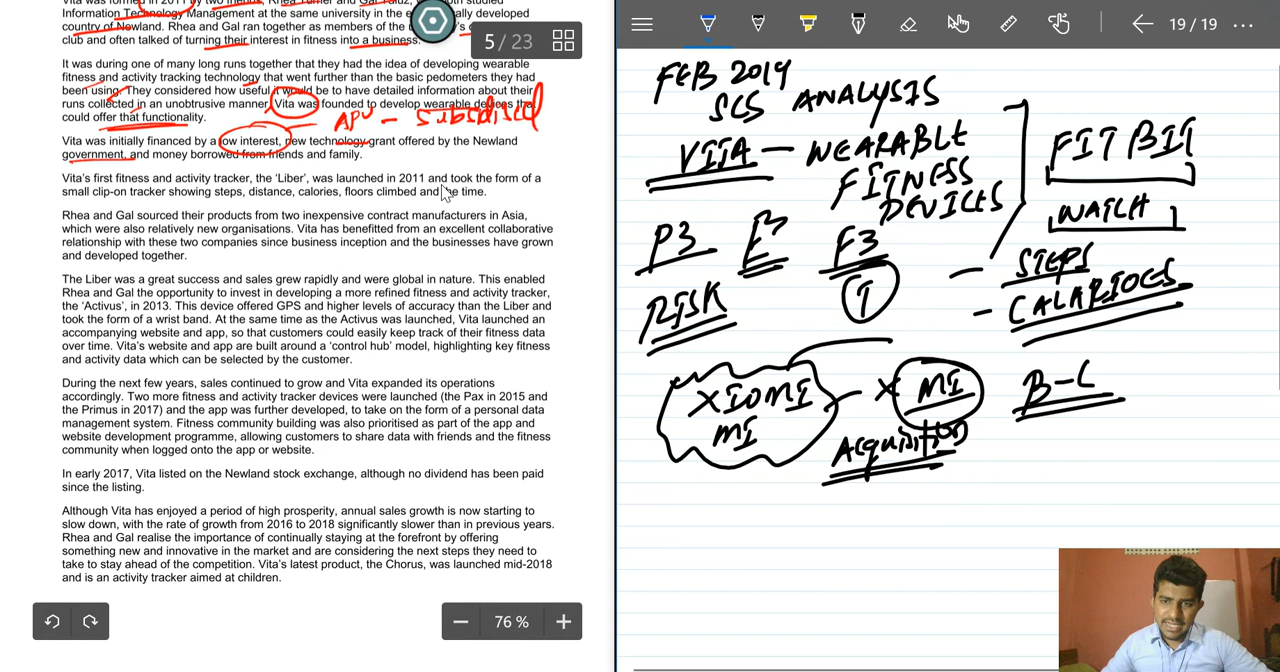 Vita was formed in 2011 by two friends, Rhea
Information Technology Management at the same university in the e ally developed
country of Newland. Rhea and Gal ran together as members of the
club and often talked of turning their interest in fitness into a business.
It was during one of many long runs together that they had the idea of developing wearable
fitness and activity tracking technology that went further than the basic pedometers they had
been using. They considered how useful it would be to have detailed information about their
runs collected in an unobtrusive manner. Vita was founded to develop wearable devices that
could offer that functionality.
APV - Subsidised
Vita was initially financed by a low interest, new technology grant offered by the Newland
government, and money borrowed from friends and family.
Vita's first fitness and activity tracker, the 'Liber', was launched in 2011 and took the form of a
small clip-on tracker showing steps, distance, calories, floors climbed and the time.
Rhea and Gal sourced their products from two inexpensive contract manufacturers in Asia,
which were also relatively new organisations. Vita has benefitted from an excellent collaborative
relationship with these two companies since business inception and the businesses have grown
and developed together.
The Liber was a great success and sales grew rapidly and were global in nature. This enabled
Rhea and Gal the opportunity to invest in developing a more refined fitness and activity tracker,
the 'Activus', in 2013. This device offered GPS and higher levels of accuracy than the Liber and
took the form of a wrist band. At the same time as the Activus was launched, Vita launched an
accompanying website and app, so that customers could easily keep track of their fitness data
over time. Vita's website and app are built around a 'control hub' model, highlighting key fitness
and activity data which can be selected by the customer.
During the next few years, sales continued to grow and Vita expanded its operations
accordingly. Two more fitness and activity tracker devices were launched (the Pax in 2015 and
the Primus in 2017) and the app was further developed, to take on the form of a personal data
management system. Fitness community building was also prioritised as part of the app and
website development programme, allowing customers to share data with friends and the fitness
community when logged onto the app or website.
In early 2017, Vita listed on the Newland stock exchange, although no dividend has been paid
since the listing.
Although Vita has enjoyed a period of high prosperity, annual sales growth is now starting to
slow down, with the rate of growth from 2016 to 2018 significantly slower than in previous years.
Rhea and Gal realise the importance of continually staying at the forefront by offering
something new and innovative in the market and are considering the next steps they need to
take to stay ahead of the competition. Vita's latest product, the Chorus, was launched mid-2018
and is an activity tracker aimed at children.
5 / 23
76 %
19 / 19
FEB 2019
SCS ANALYSIS
VITA - WEARABLE
FITNESS
DEVICES
FITBIT
WATCH
P3 E3 F3
- STEPS
RISK
1
- CALARIOES
XIOMI - X MI
MI
B-C
Acquisition